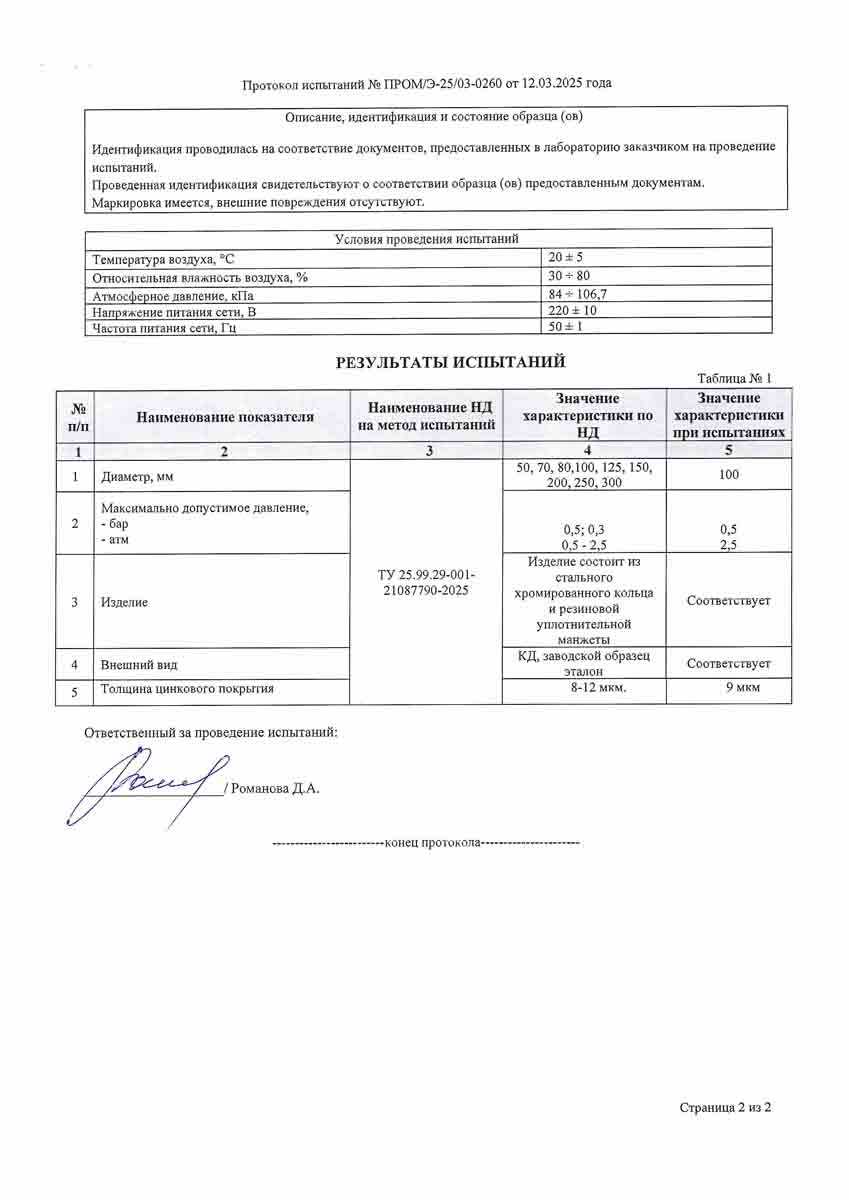 Протокол испытаний № ПРОМ/Э-25/03-0260 от 12.03.2025 года
Описание, идентификация и состояние образца (ов)
Идентификация проводилась на соответствие документов, предоставленных в лабораторию заказчиком на проведение
испытаний.
Проведенная идентификация свидетельствуют о соответствии образца (ов) предоставленным документам.
Маркировка имеется, внешние повреждения отсутствуют.
Условия проведения испытаний
Температура воздуха, °С 20 ± 5
Относительная влажность воздуха, % 30 ÷ 80
Атмосферное давление, кПа 84 ÷ 106,7
Напряжение питания сети, В 220 ± 10
Частота питания сети, Гц 50 ± 1
РЕЗУЛЬТАТЫ ИСПЫТАНИЙ
Таблица № 1
№
п/п
Наименование показателя
Наименование НД
на метод испытаний
Значение
характеристики по
НД
Значение
характеристики
при испытаниях
1 2 3 4 5
1 Диаметр, мм
50, 70, 80,100, 125, 150,
200, 250, 300
100
2
Максимально допустимое давление,
- бар
- атм
0,5; 0,3
0,5 - 2,5
0,5
2,5
ТУ 25.99.29-001-
21087790-2025
3 Изделие
Изделие состоит из
стального
хромированного кольца
и резиновой
уплотнительной
манжеты
Соответствует
4 Внешний вид
КД, заводской образец
эталон
Соответствует
5 Толщина цинкового покрытия 8-12 мкм. 9 мкм
Ответственный за проведение испытаний:
/ Романова Д.А.
--------------------------конец протокола-----------------------
Страница 2 из 2